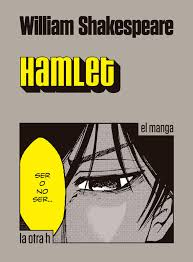 William Shakespeare
Hamlet
el manga
SER
O NO
SER...
la otra h